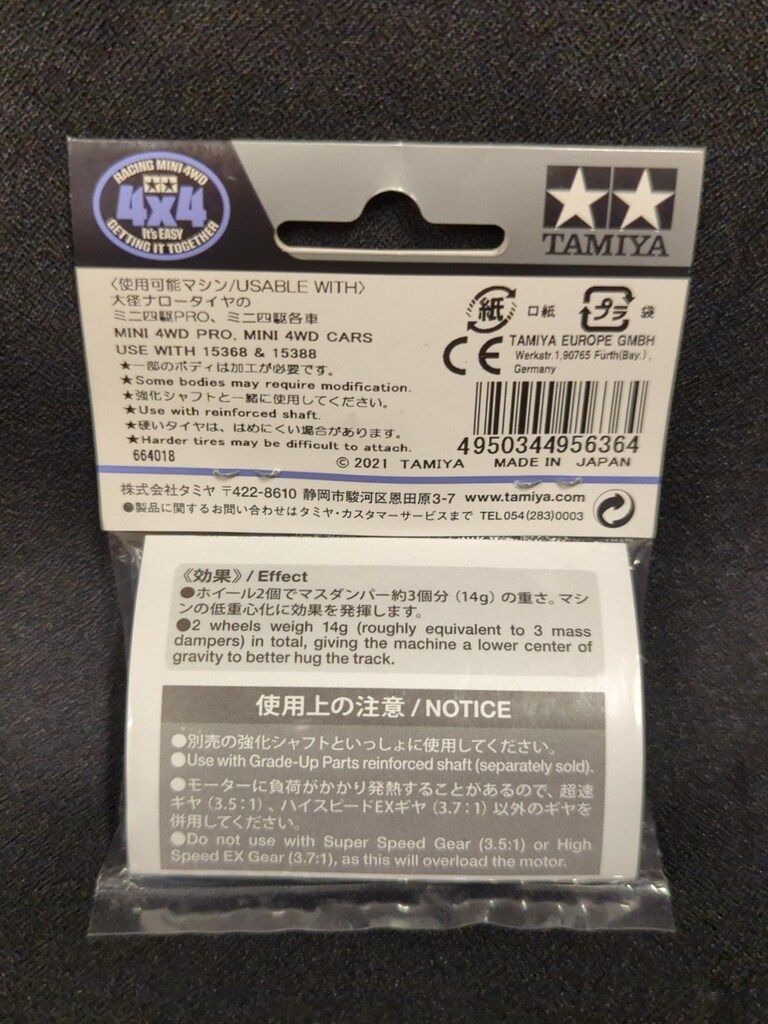 RACING MINI 4WD
4x4
It's EASY
GETTING IT TOGETHER
TAMIYA
〈使用可能マシン/USABLE WITH〉
大径ナロータイヤの
ミニ四駆PRO、ミニ四駆各車
MINI 4WD PRO, MINI 4WD CARS
USE WITH 15368 & 15388
★一部のボディは加工が必要です。
★Some bodies may require modification.
★強化シャフトと一緒に使用してください。
★Use with reinforced shaft.
★硬いタイヤは、はめにくい場合があります。
★Harder tires may be difficult to attach.
664018
© 2021 TAMIYA
紙 口紙 プラ 袋
CE TAMIYA EUROPE GMBH
Werkstr.1,90765 Fürth(Bay.),
Germany
4950344956364
MADE IN JAPAN
株式会社タミヤ 〒422-8610 静岡市駿河区恩田原3-7 www.tamiya.com
●製品に関するお問い合わせはタミヤ・カスタマーサービスまで TEL054(283)0003
《効果》/ Effect
●ホイール2個でマスダンパー約3個分（14g）の重さ。マシ
ンの低重心化に効果を発揮します。
●2 wheels weigh 14g (roughly equivalent to 3 mass
dampers) in total, giving the machine a lower center of
gravity to better hug the track.
使用上の注意 / NOTICE
●別売の強化シャフトといっしょに使用してください。
●Use with Grade-Up Parts reinforced shaft (separately sold).
●モーターに負荷がかかり発熱することがあるので、超速
ギヤ（3.5：1）、ハイスピードEXギヤ（3.7：1）以外のギヤを
併用してください。
●Do not use with Super Speed Gear (3.5:1) or High
Speed EX Gear (3.7:1), as this will overload the motor.